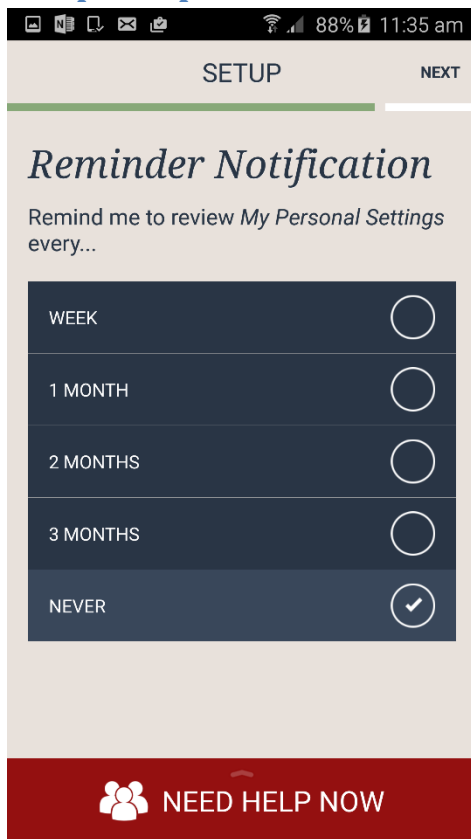 88% 11:35 am
SETUP NEXT
Reminder Notification
Remind me to review My Personal Settings
every...
WEEK
1 MONTH
2 MONTHS
3 MONTHS
NEVER
NEED HELP NOW